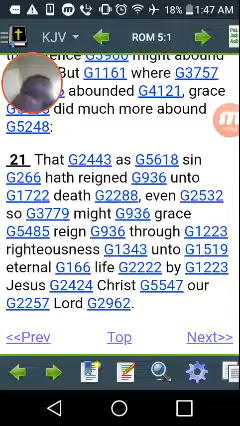 18% 1:47 AM
KJV ROM 5:1
G3900 might abound
But G1161 where G3757
abounded G4121, grace
did much more abound
G5248:
21 That G2443 as G5618 sin
G266 hath reigned G936 unto
G1722 death G2288, even G2532
so G3779 might G936 grace
G5485 reign G936 through G1223
righteousness G1343 unto G1519
eternal G166 life G2222 by G1223
Jesus G2424 Christ G5547 our
G2257 Lord G2962.
<<Prev Top Next>>